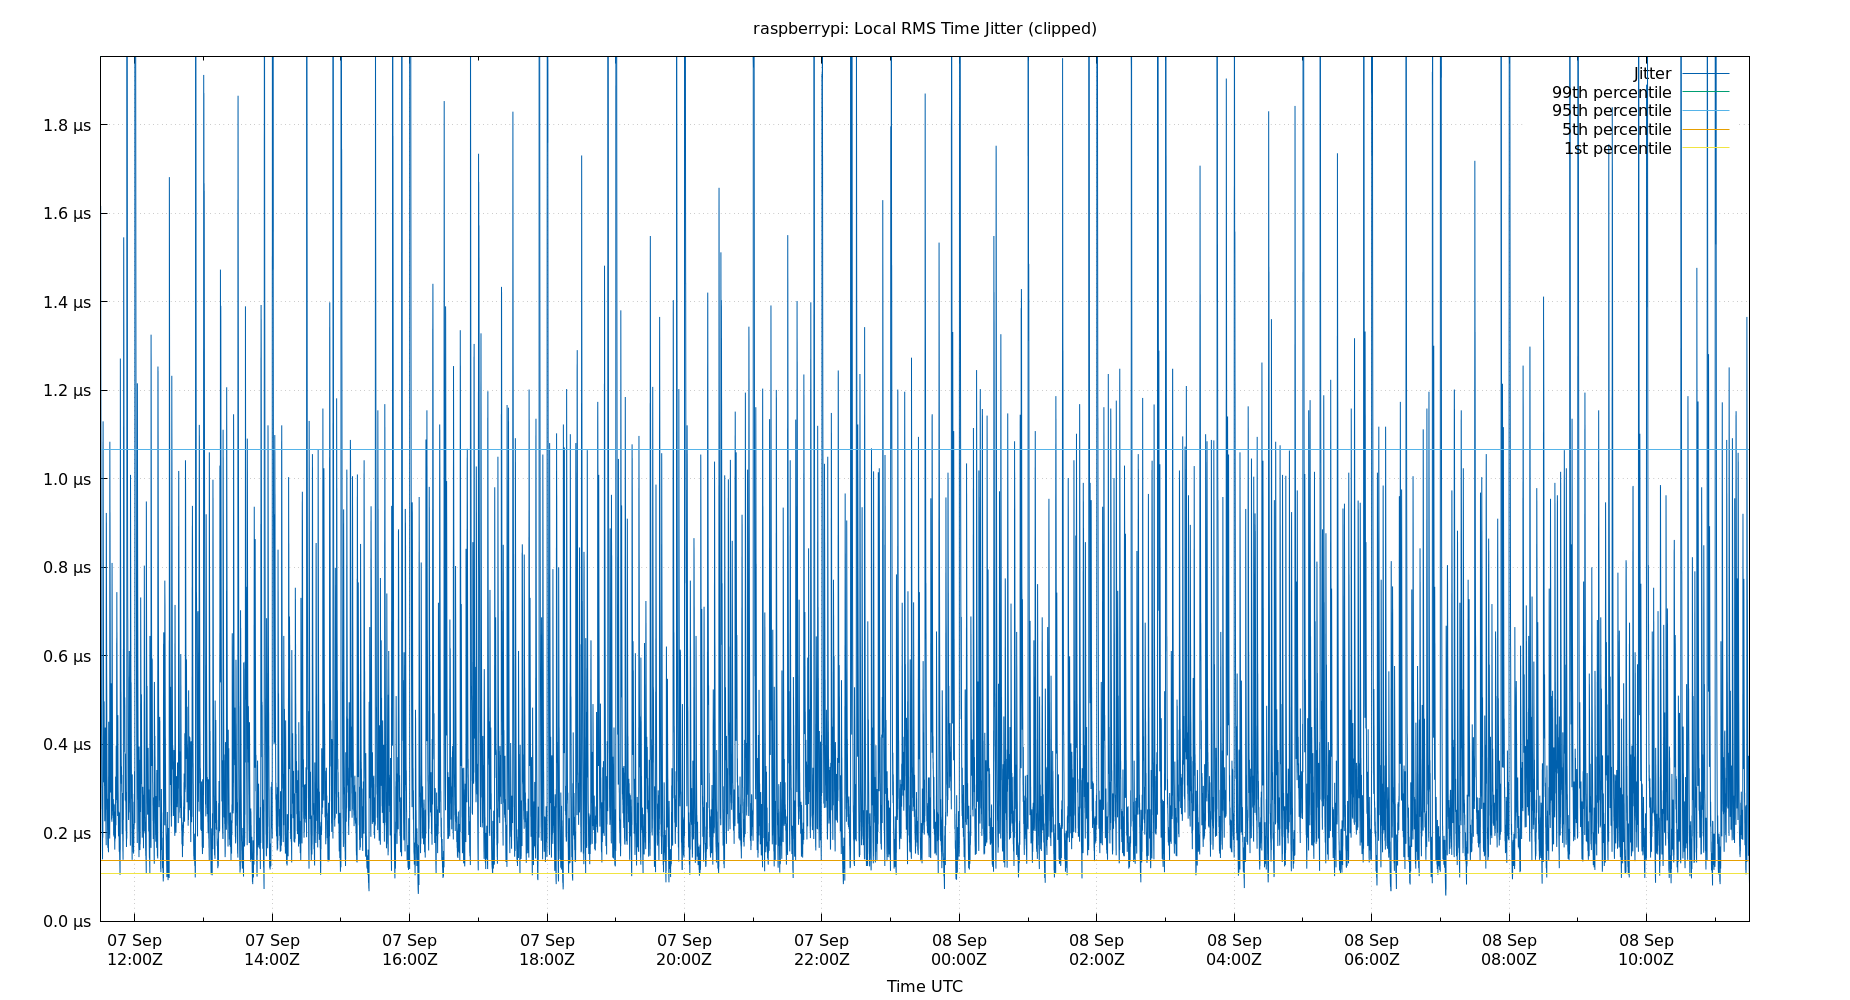 raspberrypi: Local RMS Time Jitter (clipped)
Jitter
99th percentile
95th percentile
5th percentile
1st percentile
1.8 µs
1.6 µs
1.4 µs
1.2 µs
1.0 µs
0.8 µs
0.6 µs
0.4 µs
0.2 µs
0.0 µs
07 Sep 07 Sep 07 Sep 07 Sep 07 Sep 07 Sep 08 Sep 08 Sep 08 Sep 08 Sep 08 Sep 08 Sep
12:00Z 14:00Z 16:00Z 18:00Z 20:00Z 22:00Z 00:00Z 02:00Z 04:00Z 06:00Z 08:00Z 10:00Z
Time UTC